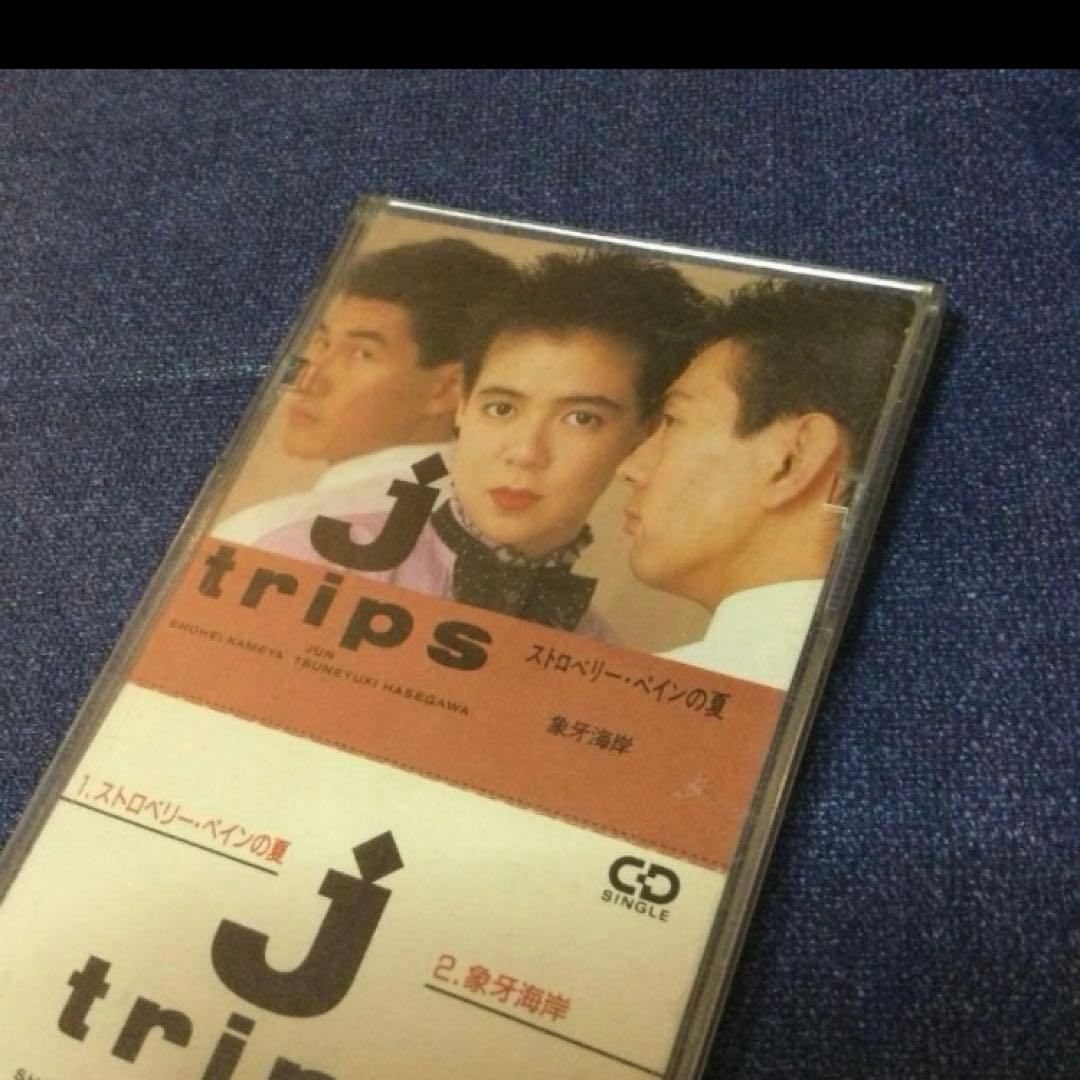 j
trips
SHOHEI KAMEYA JUN TSUNEYUKI HASEGAWA
ストロベリー・ペインの夏
象牙海岸
1.ストロベリー・ペインの夏
CD
SINGLE
j
2.象牙海岸
trip